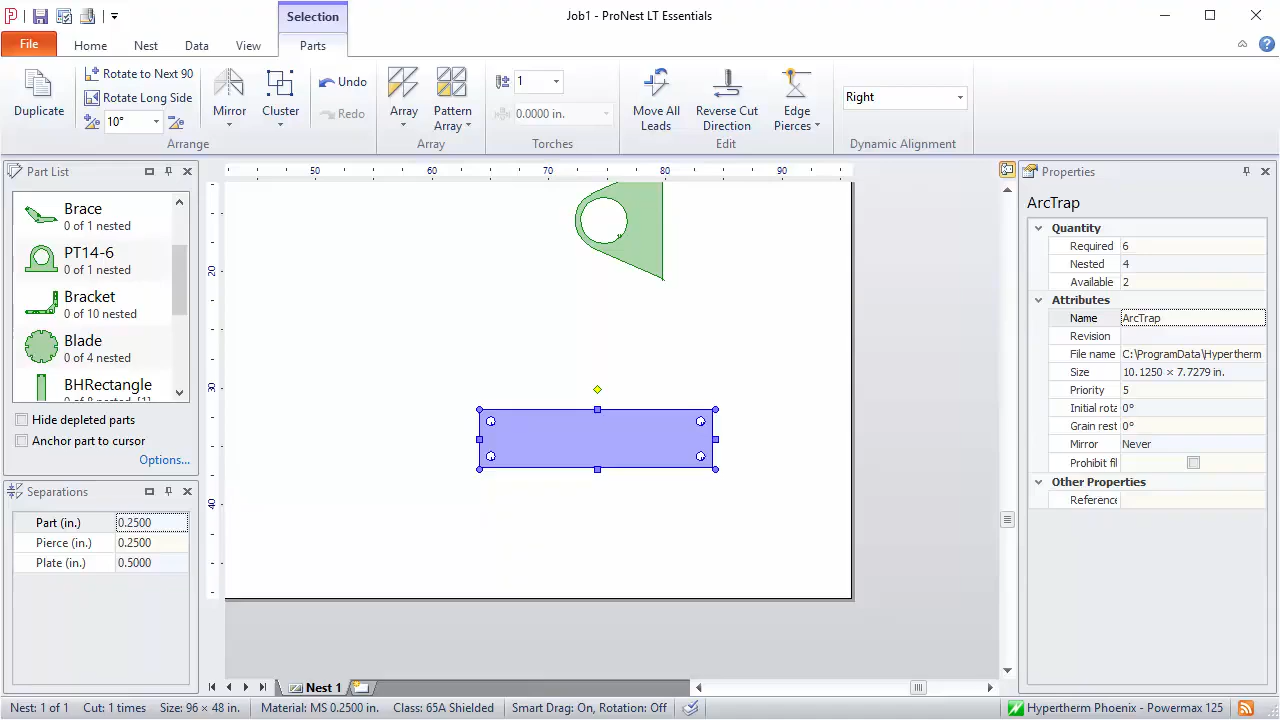 Selection
Job1 - ProNest LT Essentials
File
Home
Nest
Data
View
Parts
Duplicate
Rotate to Next 90
Rotate Long Side
10°
Mirror
Cluster
Undo
Redo
Arrange
Array
Pattern
Array
Array
1
0.0000 in.
Torches
Move All
Leads
Reverse Cut
Direction
Edge
Pierces
Edit
Right
Dynamic Alignment
Part List
Brace
0 of 1 nested
PT14-6
0 of 1 nested
Bracket
0 of 10 nested
Blade
0 of 4 nested
BHRectangle
Hide depleted parts
Anchor part to cursor
Options...
Separations
Part (in.) 0.2500
Pierce (in.) 0.2500
Plate (in.) 0.5000
50 60 70 80 90
20
30
40
Nest 1
Properties
ArcTrap
Quantity
Required 6
Nested 4
Available 2
Attributes
Name ArcTrap
Revision
File name C:\ProgramData\Hypertherm
Size 10.1250 × 7.7279 in.
Priority 5
Initial rota 0°
Grain rest 0°
Mirror Never
Prohibit fil
Other Properties
Reference
Nest: 1 of 1
Cut: 1 times
Size: 96 × 48 in.
Material: MS 0.2500 in.
Class: 65A Shielded
Smart Drag: On, Rotation: Off
Hypertherm Phoenix - Powermax 125